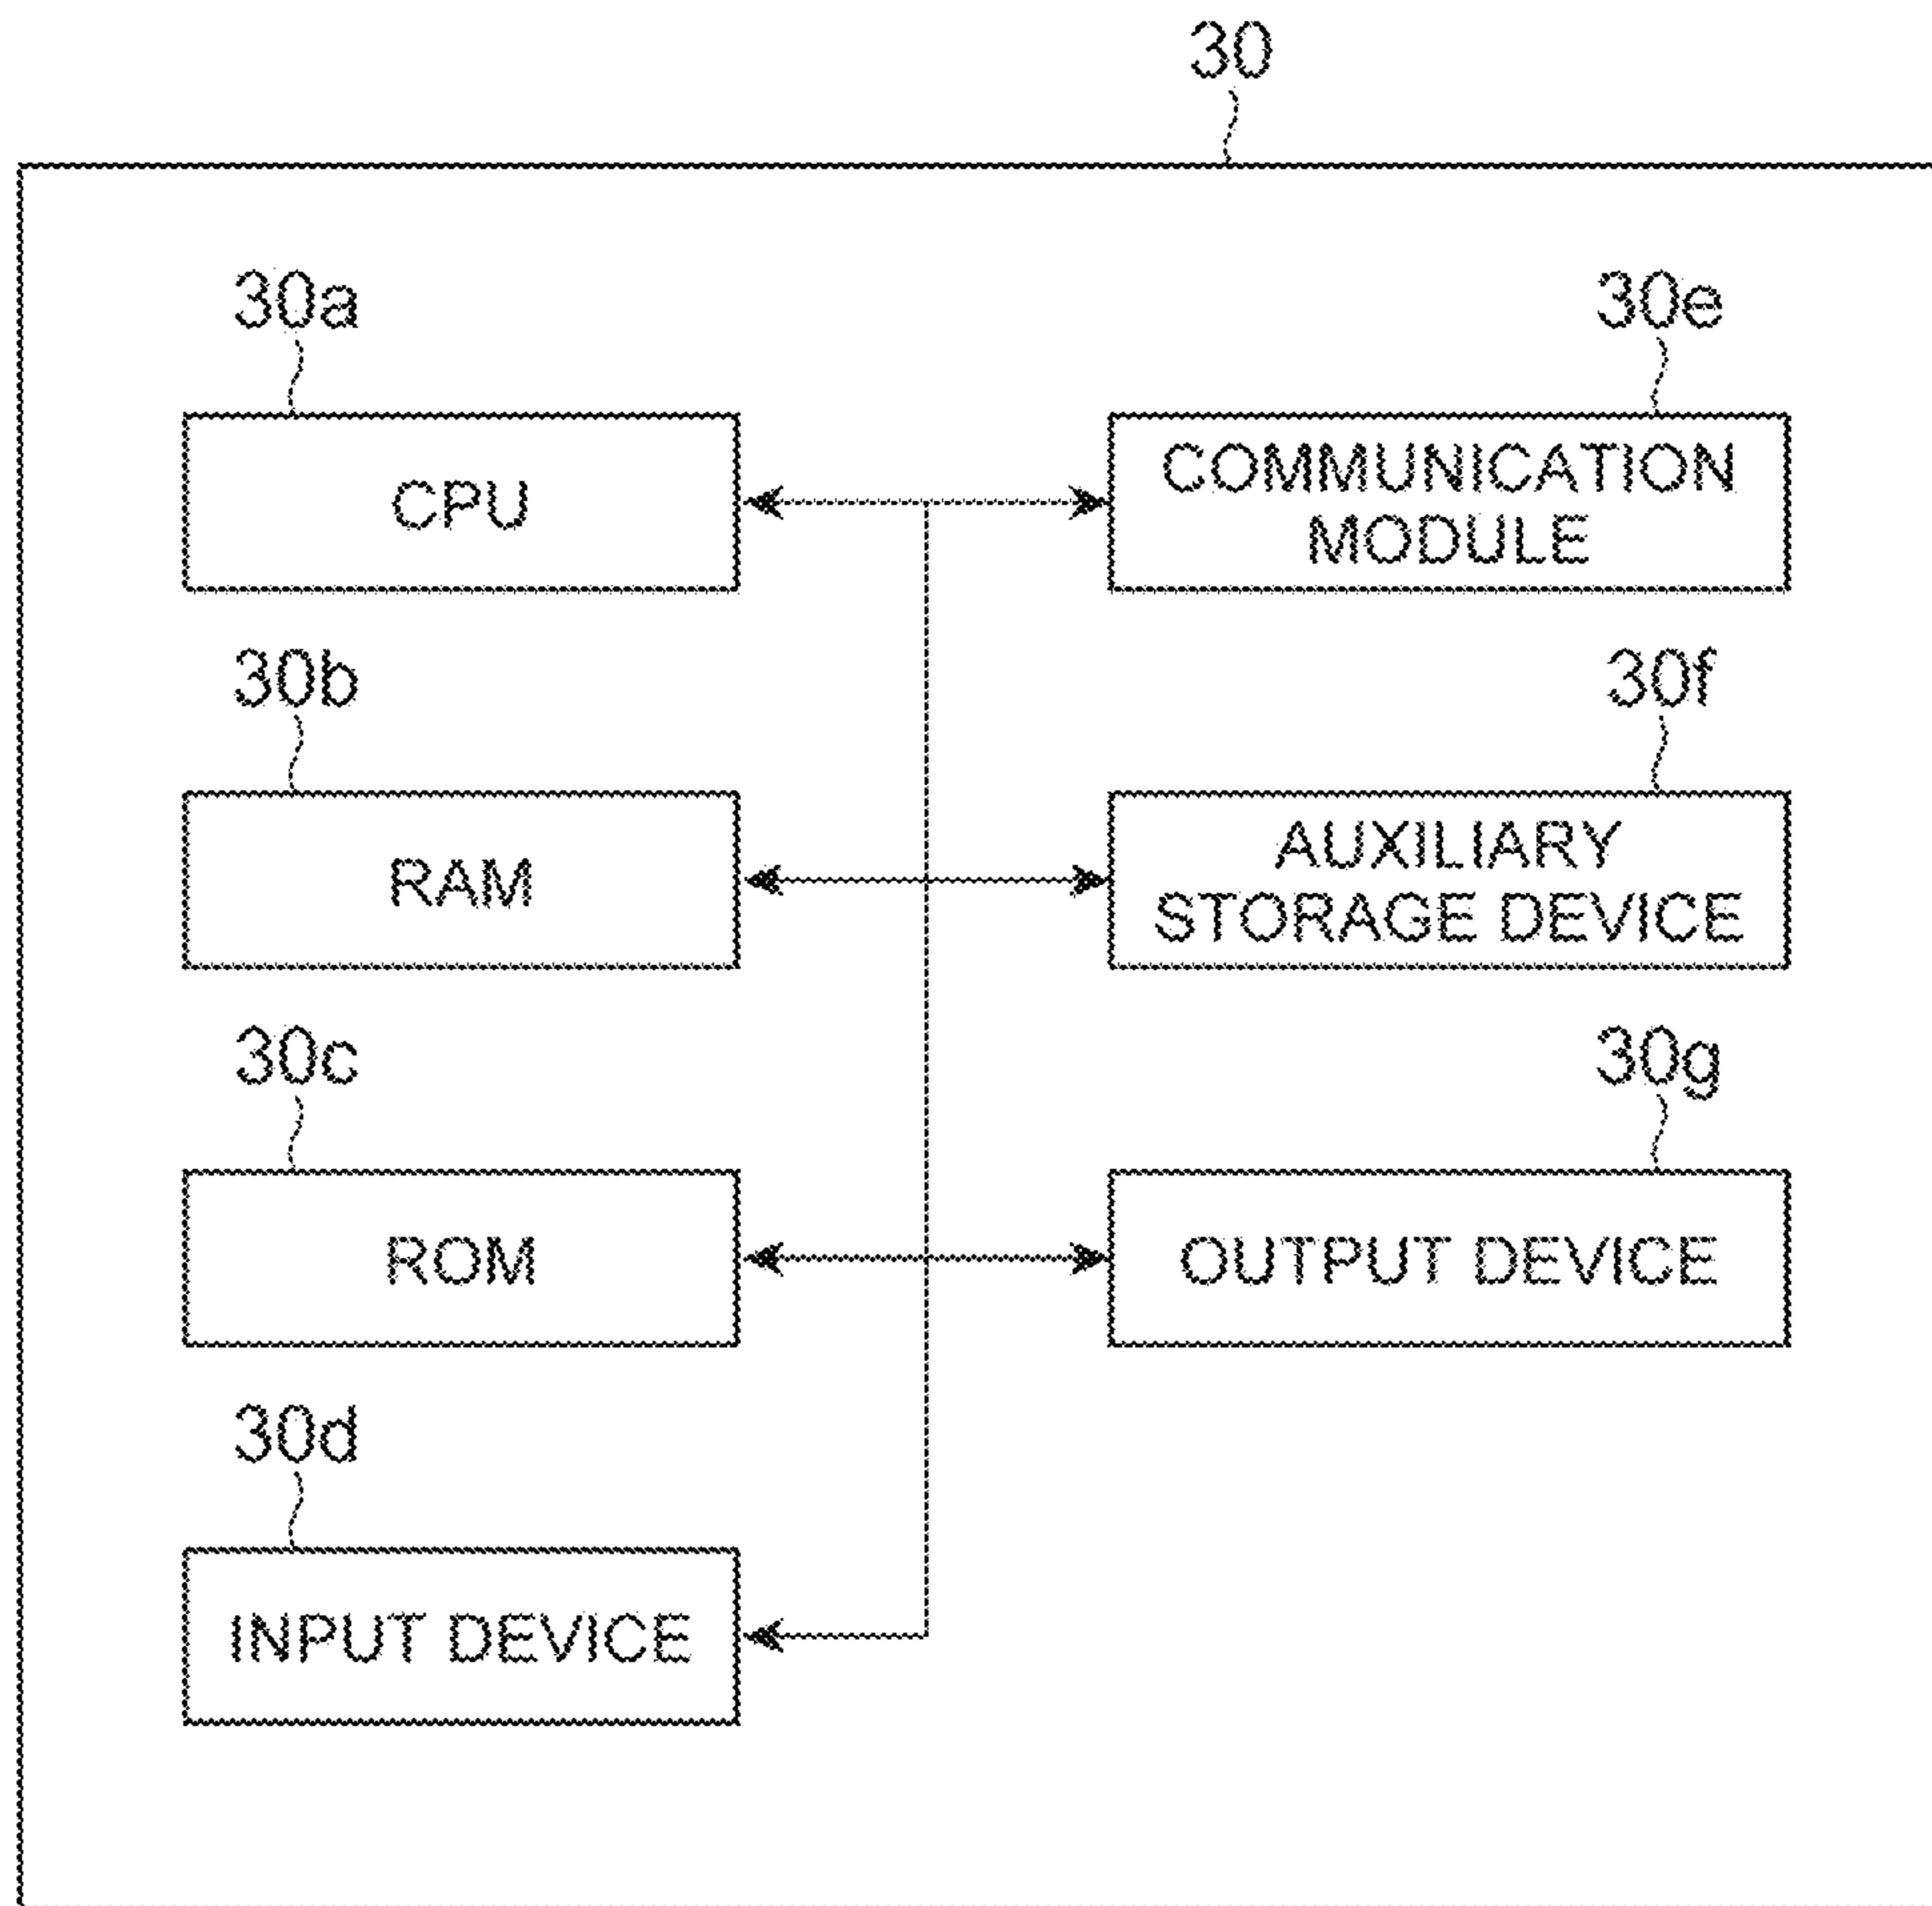 30
30a
CPU
30b
RAM
30c
ROM
30d
INPUT DEVICE
30e
COMMUNICATION
MODULE
30f
AUXILIARY
STORAGE DEVICE
30g
OUTPUT DEVICE